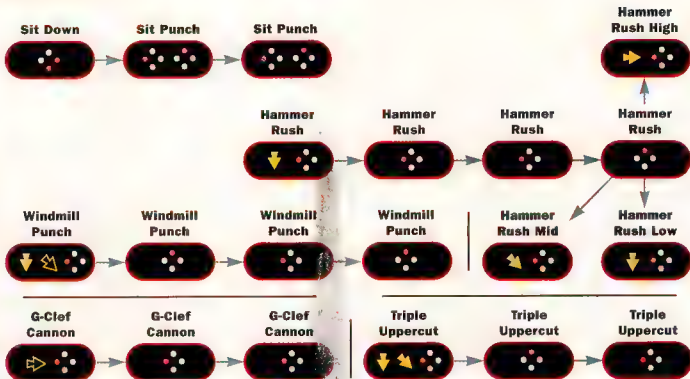 Sit Down
Sit Punch
Sit Punch
Hammer
Rush High
Hammer
Rush
Hammer
Rush
Hammer
Rush
Hammer
Rush
Windmill
Punch
Windmill
Punch
Windmill
Punch
Windmill
Punch
Hammer
Rush Mid
Hammer
Rush Low
G-Clef
Cannon
G-Clef
Cannon
G-Clef
Cannon
Triple
Uppercut
Triple
Uppercut
Triple
Uppercut